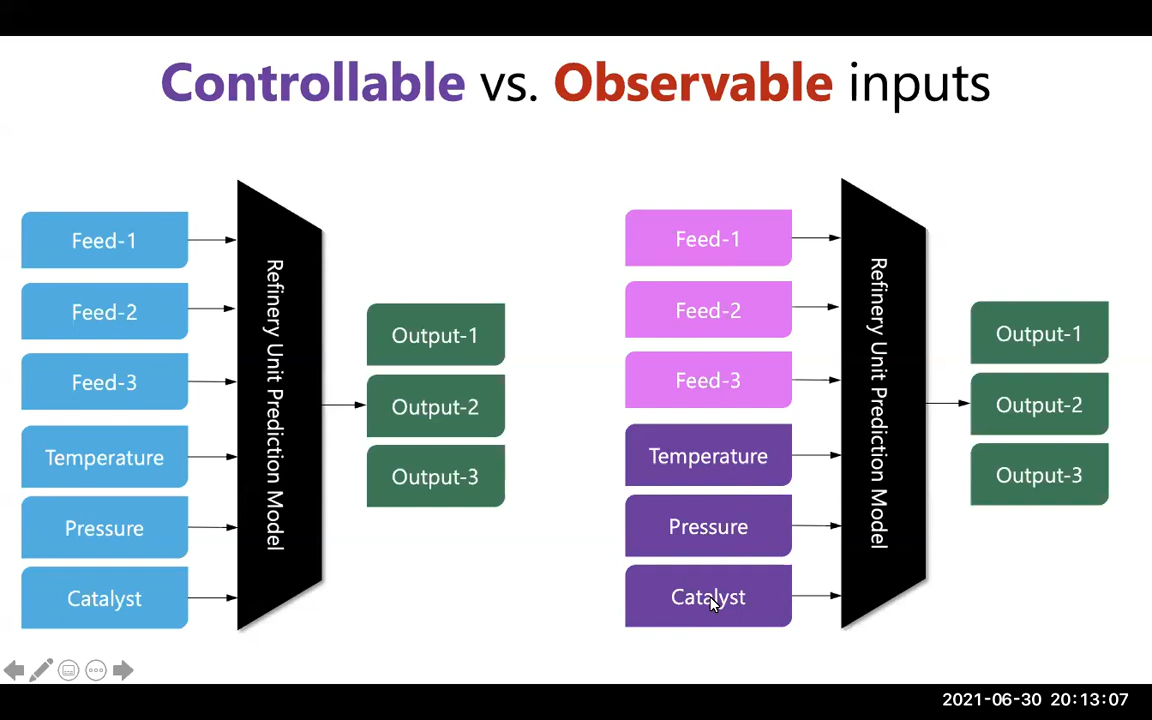 Controllable vs. Observable inputs
Feed-1
Feed-2
Feed-3
Temperature
Pressure
Catalyst
Refinery Unit Prediction Model
Output-1
Output-2
Output-3
Feed-1
Feed-2
Feed-3
Temperature
Pressure
Catalyst
Refinery Unit Prediction Model
Output-1
Output-2
Output-3
2021-06-30 20:13:07